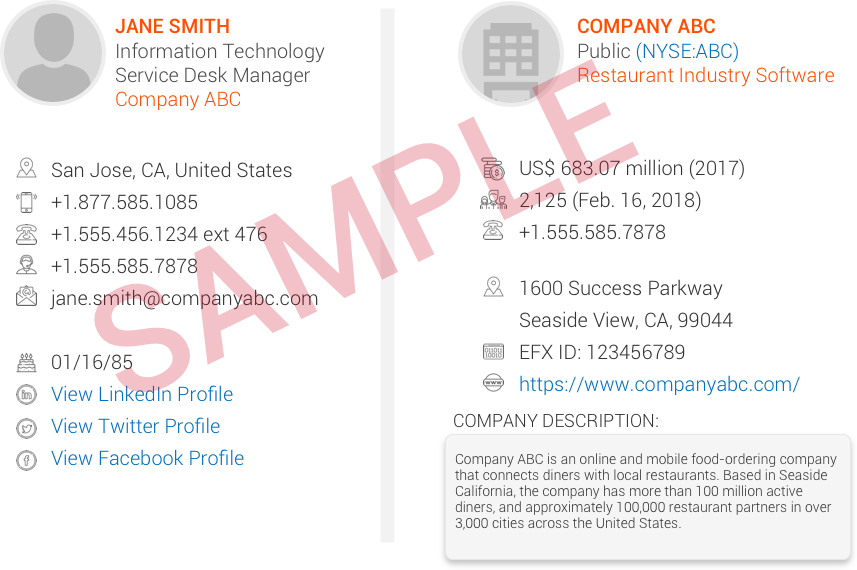 JANE SMITH
Information Technology
Service Desk Manager
Company ABC
San Jose, CA, United States
+1.877.585.1085
+1.555.456.1234 ext 476
+1.555.585.7878
jane.smith@companyabc.com
01/16/85
View LinkedIn Profile
View Twitter Profile
View Facebook Profile
COMPANY ABC
Public (NYSE:ABC)
Restaurant Industry Software
US$ 683.07 million (2017)
2,125 (Feb. 16, 2018)
+1.555.585.7878
1600 Success Parkway
Seaside View, CA, 99044
EFX ID: 123456789
https://www.companyabc.com/
COMPANY DESCRIPTION:
Company ABC is an online and mobile food-ordering company
that connects diners with local restaurants. Based in Seaside
California, the company has more than 100 million active
diners, and approximately 100,000 restaurant partners in over
3,000 cities across the United States.
SAMPLE